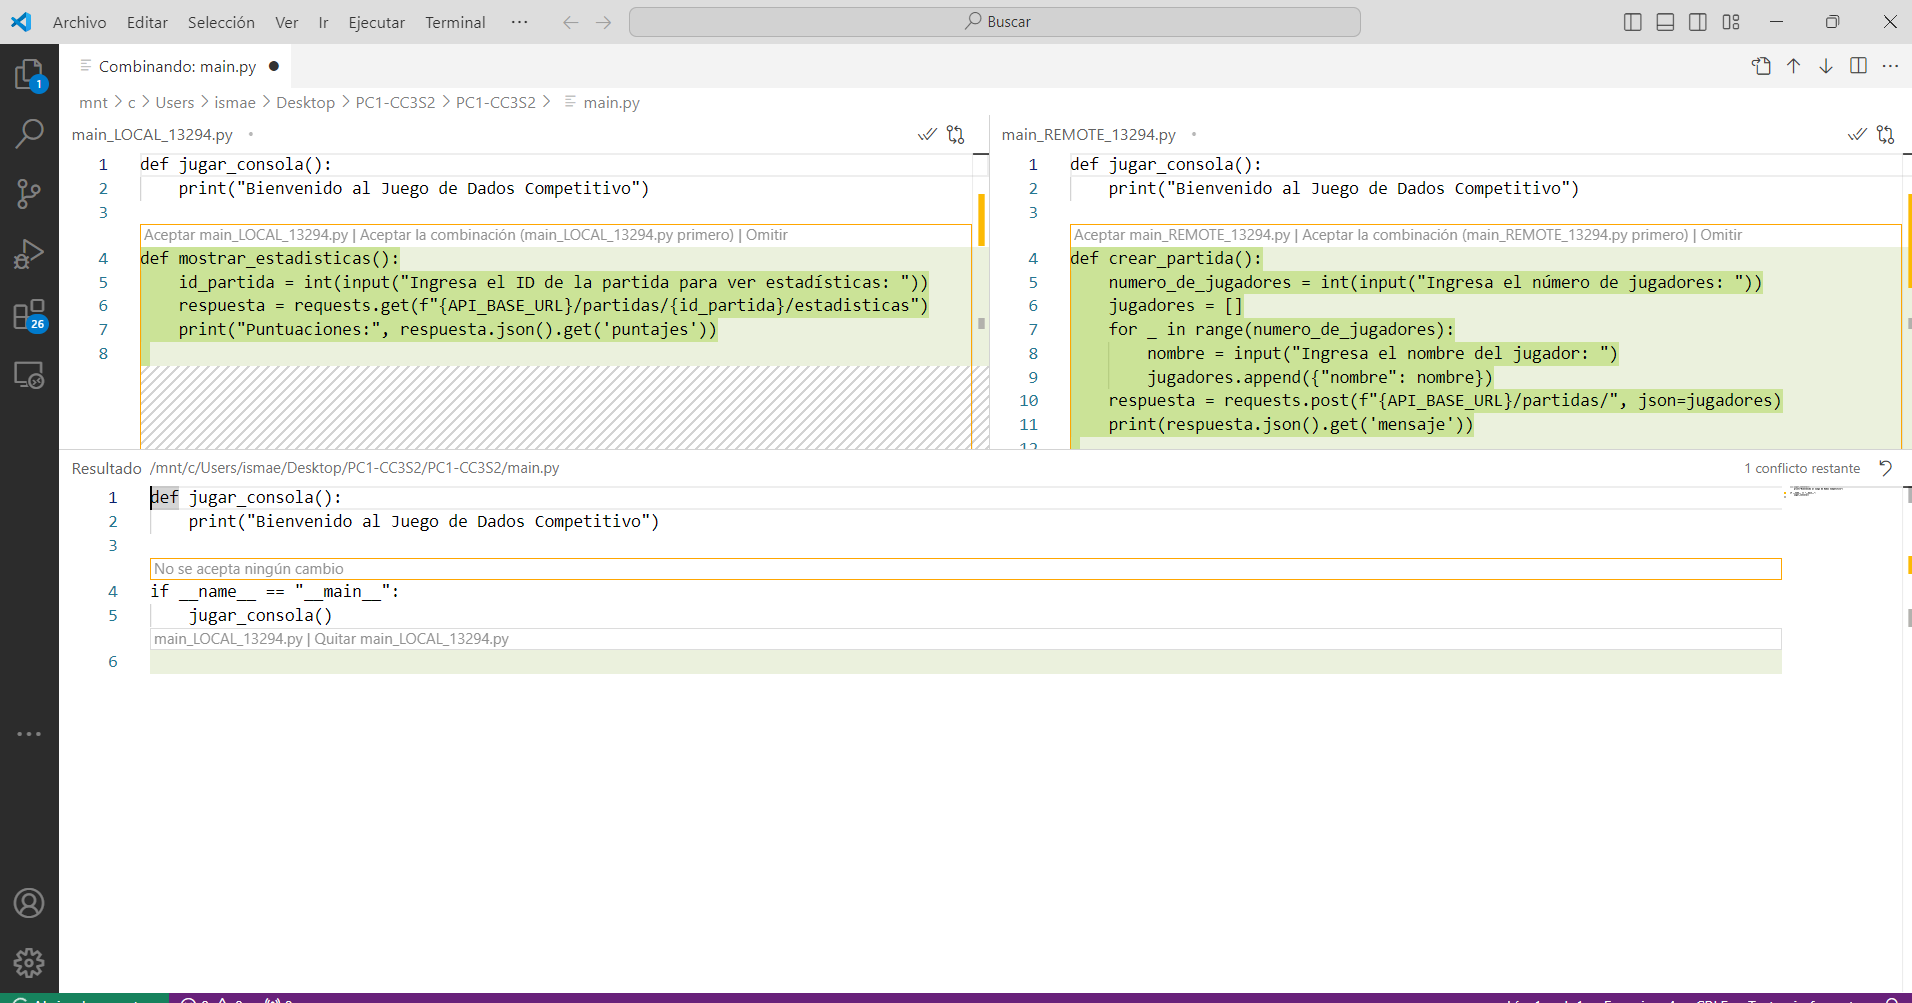 Archivo Editar Selección Ver Ir Ejecutar Terminal ··· Buscar
Combinando: main.py
1
mnt > c > Users > ismae > Desktop > PC1-CC3S2 > PC1-CC3S2 > main.py
main_LOCAL_13294.py
1 def jugar_consola():
2     print("Bienvenido al Juego de Dados Competitivo")
3
Aceptar main_LOCAL_13294.py | Aceptar la combinación (main_LOCAL_13294.py primero) | Omitir
4 def mostrar_estadisticas():
5     id_partida = int(input("Ingresa el ID de la partida para ver estadísticas: "))
6     respuesta = requests.get(f"{API_BASE_URL}/partidas/{id_partida}/estadisticas")
7     print("Puntuaciones:", respuesta.json().get('puntajes'))
8
main_REMOTE_13294.py
1 def jugar_consola():
2     print("Bienvenido al Juego de Dados Competitivo")
3
Aceptar main_REMOTE_13294.py | Aceptar la combinación (main_REMOTE_13294.py primero) | Omitir
4 def crear_partida():
5     numero_de_jugadores = int(input("Ingresa el número de jugadores: "))
6     jugadores = []
7     for _ in range(numero_de_jugadores):
8         nombre = input("Ingresa el nombre del jugador: ")
9         jugadores.append({"nombre": nombre})
10     respuesta = requests.post(f"{API_BASE_URL}/partidas/", json=jugadores)
11     print(respuesta.json().get('mensaje'))
12
26
Resultado /mnt/c/Users/ismae/Desktop/PC1-CC3S2/PC1-CC3S2/main.py 1 conflicto restante
1 def jugar_consola():
2     print("Bienvenido al Juego de Dados Competitivo")
3
No se acepta ningún cambio
4 if __name__ == "__main__":
5     jugar_consola()
main_LOCAL_13294.py | Quitar main_LOCAL_13294.py
6